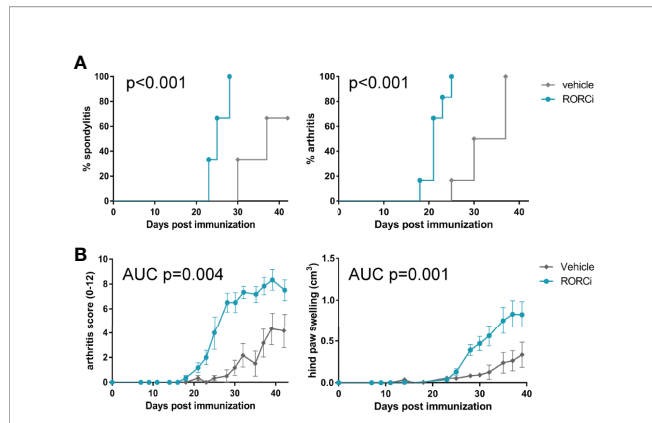 A
p<0.001
% spondylitis
100
80
60
40
20
0
0 10 20 30 40
Days post immunization
p<0.001
% arthritis
100
80
60
40
20
0
0 10 20 30 40
Days post immunization
vehicle
RORCi
B
AUC p=0.004
arthritis score (0-12)
10
8
6
4
2
0
0 10 20 30 40
Days post immunization
AUC p=0.001
hind paw swelling (cm³)
1.5
1.0
0.5
0.0
0 10 20 30 40
Days post immunization
Vehicle
RORCi